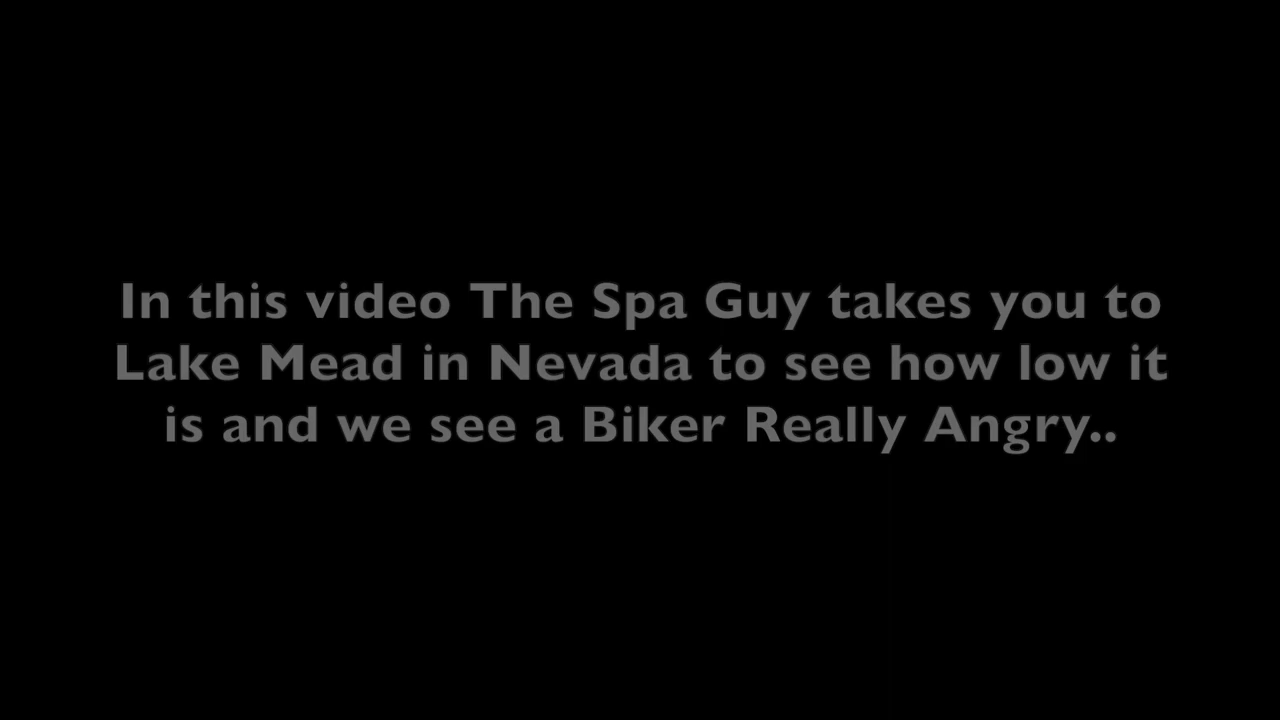 In this video The Spa Guy takes you to
Lake Mead in Nevada to see how low it
is and we see a Biker Really Angry..